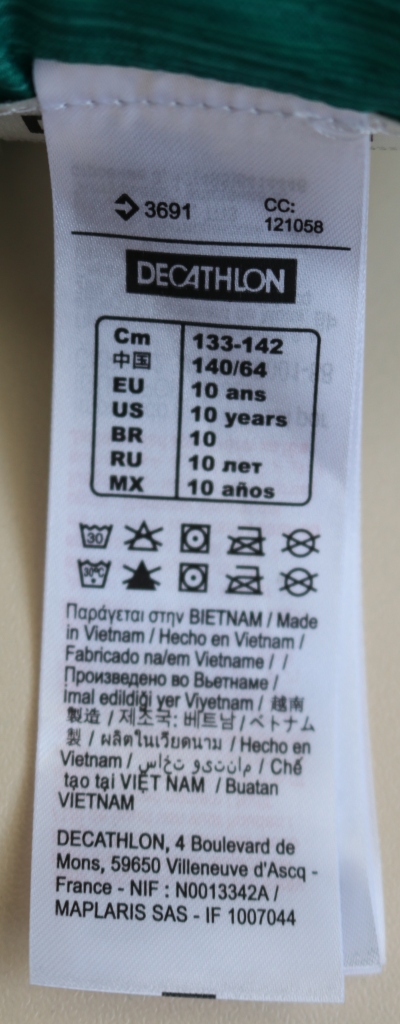 3691 CC:
121058
DECATHLON
Cm 133-142
中国 140/64
EU 10 ans
US 10 years
BR 10
RU 10 лет
MX 10 años
30
30°C
Παράγεται στην ΒΙΕΤΝΑΜ / Made
in Vietnam / Hecho en Vietnam /
Fabricado na/em Vietname / /
Произведено во Вьетнаме /
imal edildiği yer Viyetnam / 越南
製造 / 제조국: 베트남 / ベトナム
製 / ผลิตในเวียดนาม / Hecho en
Vietnam / / Chế
tạo tại VIỆT NAM / Buatan
VIETNAM
DECATHLON, 4 Boulevard de
Mons, 59650 Villeneuve d'Ascq -
France - NIF : N0013342A /
MAPLARIS SAS - IF 1007044